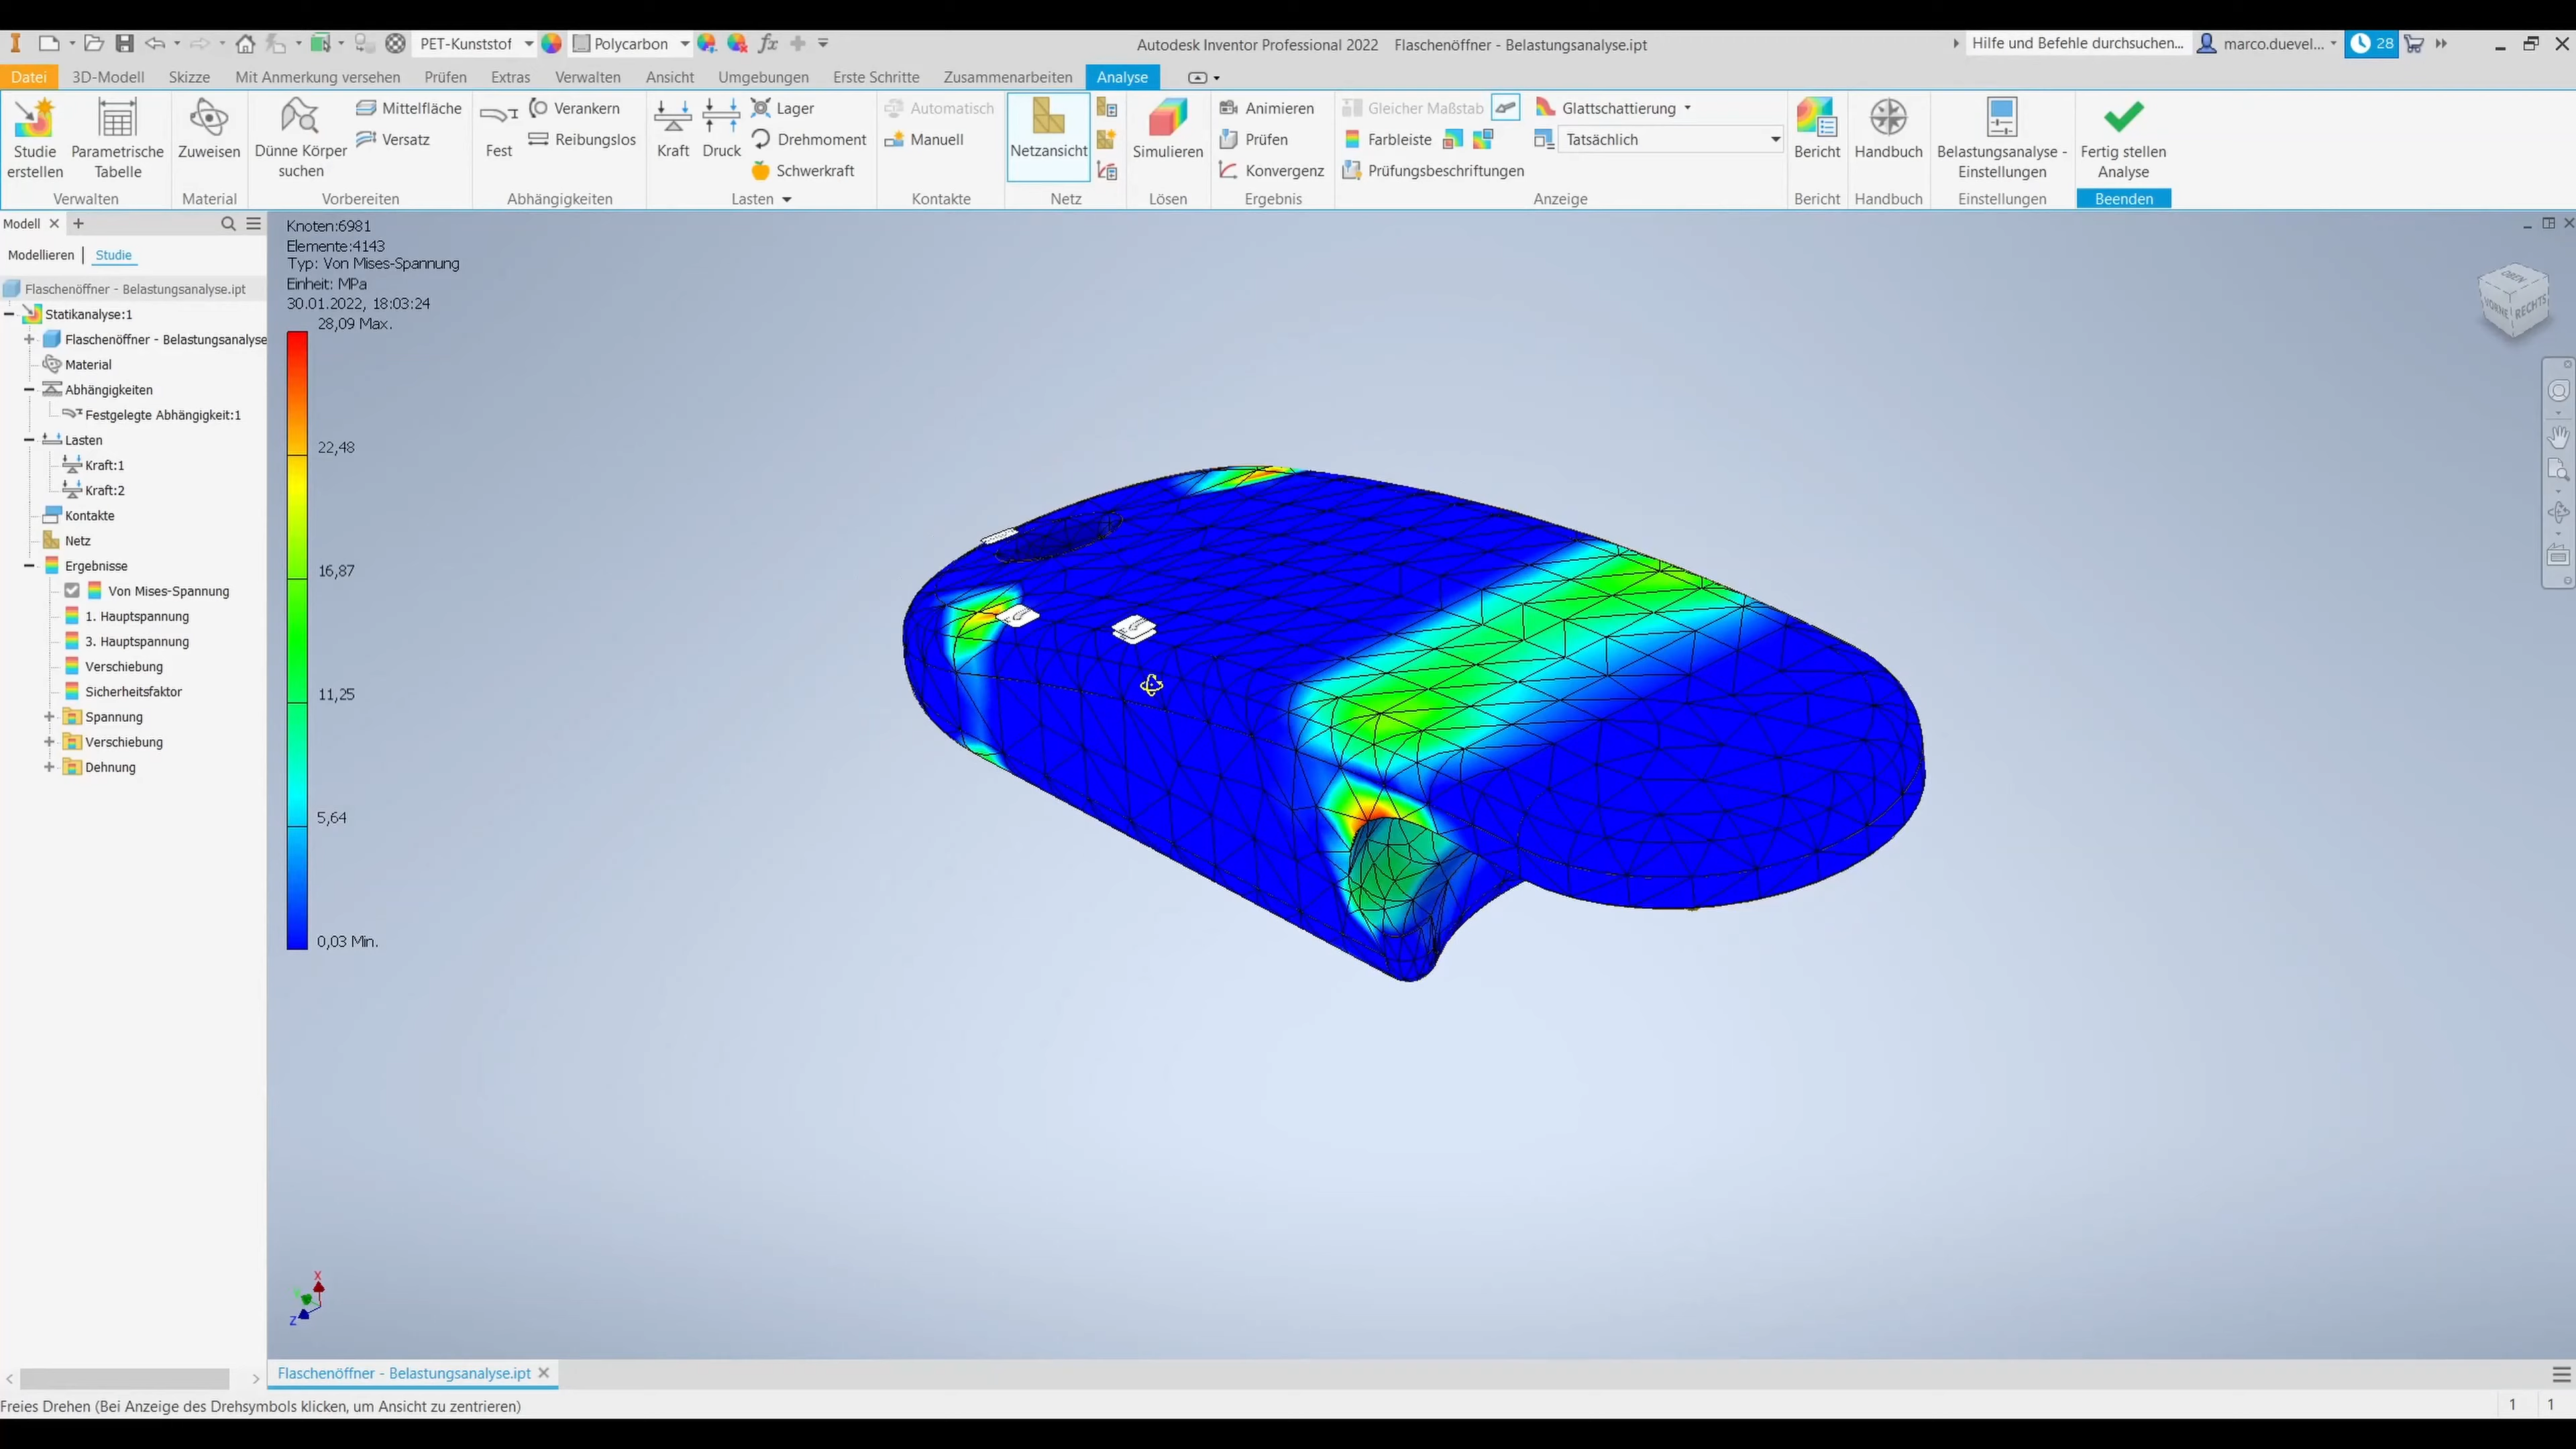 PET-Kunststof Polycarbon fx Autodesk Inventor Professional 2022 Flaschenöffner - Belastungsanalyse.ipt Hilfe und Befehle durchsuchen... marco.duevel... 28
Datei 3D-Modell Skizze Mit Anmerkung versehen Prüfen Extras Verwalten Ansicht Umgebungen Erste Schritte Zusammenarbeiten Analyse
Studie erstellen
Parametrische Tabelle
Verwalten
Zuweisen
Material
Dünne Körper suchen
Mittelfläche
Versatz
Vorbereiten
Fest
Verankern
Reibungslos
Abhängigkeiten
Kraft
Druck
Lager
Drehmoment
Schwerkraft
Lasten
Automatisch
Manuell
Kontakte
Netzansicht
Netz
Simulieren
Lösen
Animieren
Prüfen
Konvergenz
Ergebnis
Gleicher Maßstab
Farbleiste
Prüfungsbeschriftungen
Glattschattierung
Tatsächlich
Anzeige
Bericht
Bericht
Handbuch
Handbuch
Belastungsanalyse - Einstellungen
Einstellungen
Fertig stellen Analyse
Beenden
Modell
Modellieren Studie
Flaschenöffner - Belastungsanalyse.ipt
Statikanalyse:1
Flaschenöffner - Belastungsanalyse
Material
Abhängigkeiten
Festgelegte Abhängigkeit:1
Lasten
Kraft:1
Kraft:2
Kontakte
Netz
Ergebnisse
Von Mises-Spannung
1. Hauptspannung
3. Hauptspannung
Verschiebung
Sicherheitsfaktor
Spannung
Verschiebung
Dehnung
Knoten:6981
Elemente:4143
Typ: Von Mises-Spannung
Einheit: MPa
30.01.2022, 18:03:24
28,09 Max.
22,48
16,87
11,25
5,64
0,03 Min.
OBEN
VORNE RECHTS
X
Z
Flaschenöffner - Belastungsanalyse.ipt
Freies Drehen (Bei Anzeige des Drehsymbols klicken, um Ansicht zu zentrieren) 1 1